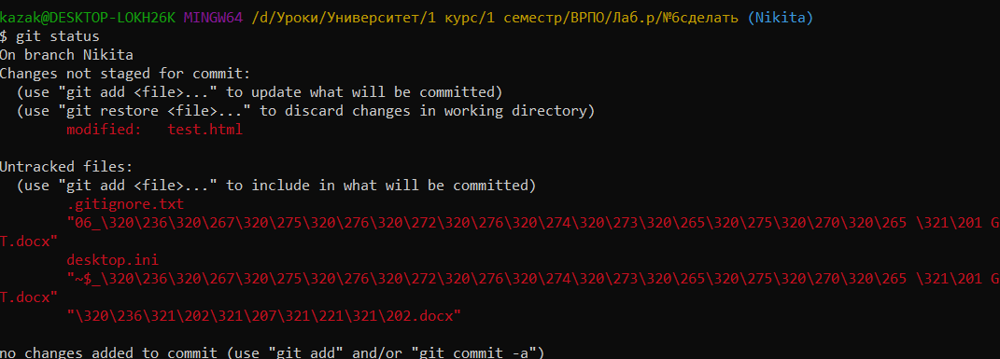 kazak@DESKTOP-LOKH26K MINGW64 /d/Уроки/Университет/1 курс/1 семестр/ВРПО/Лаб.р/№6сделать (Nikita)
$ git status
On branch Nikita
Changes not staged for commit:
  (use "git add <file>..." to update what will be committed)
  (use "git restore <file>..." to discard changes in working directory)
        modified:   test.html

Untracked files:
  (use "git add <file>..." to include in what will be committed)
        .gitignore.txt
        "06_\320\236\320\267\320\275\320\276\320\272\320\276\320\274\320\273\320\265\320\275\320\270\320\265 \321\201 G
T.docx"
        desktop.ini
        "~$_\320\236\320\267\320\275\320\276\320\272\320\276\320\274\320\273\320\265\320\275\320\270\320\265 \321\201 G
T.docx"
        "\320\236\321\202\321\207\321\221\321\202.docx"

no changes added to commit (use "git add" and/or "git commit -a")